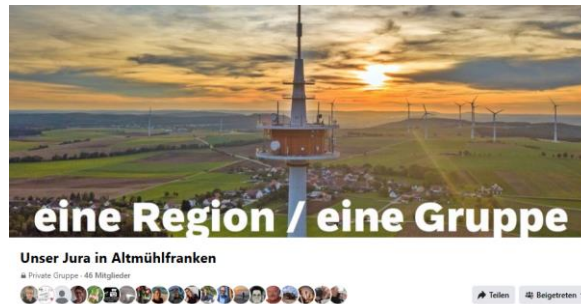 eine Region / eine Gruppe
Unser Jura in Altmühlfranken
Private Gruppe · 46 Mitglieder
Teilen
Beigetreten